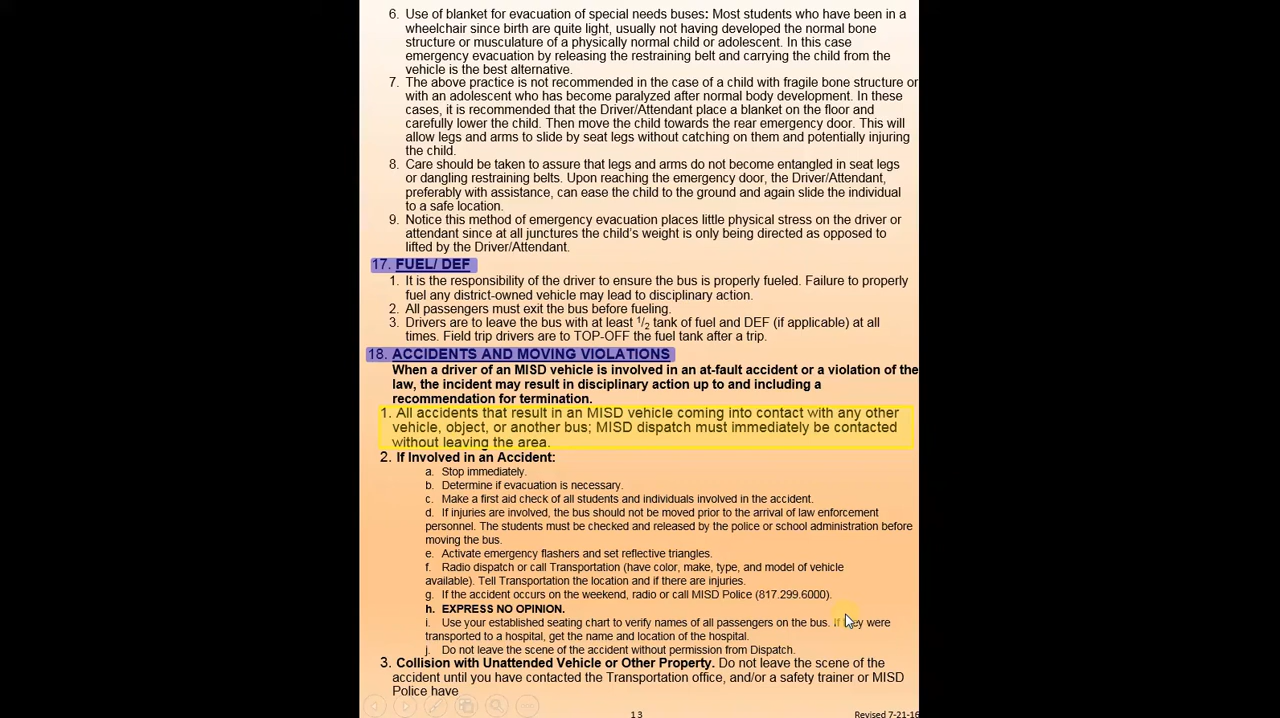 6. Use of blanket for evacuation of special needs buses: Most students who have been in a
wheelchair since birth are quite light, usually not having developed the normal bone
structure or musculature of a physically normal child or adolescent. In this case
emergency evacuation by releasing the restraining belt and carrying the child from the
vehicle is the best alternative.
7. The above practice is not recommended in the case of a child with fragile bone structure or
with an adolescent who has become paralyzed after normal body development. In these
cases, it is recommended that the Driver/Attendant place a blanket on the floor and
carefully lower the child. Then move the child towards the rear emergency door. This will
allow legs and arms to slide by seat legs without catching on them and potentially injuring
the child.
8. Care should be taken to assure that legs and arms do not become entangled in seat legs
or dangling restraining belts. Upon reaching the emergency door, the Driver/Attendant,
preferably with assistance, can ease the child to the ground and again slide the individual
to a safe location.
9. Notice this method of emergency evacuation places little physical stress on the driver or
attendant since at all junctures the child's weight is only being directed as opposed to
lifted by the Driver/Attendant.
17. FUEL/ DEF
1. It is the responsibility of the driver to ensure the bus is properly fueled. Failure to properly
fuel any district-owned vehicle may lead to disciplinary action.
2. All passengers must exit the bus before fueling.
3. Drivers are to leave the bus with at least 1/2 tank of fuel and DEF (if applicable) at all
times. Field trip drivers are to TOP-OFF the fuel tank after a trip.
18. ACCIDENTS AND MOVING VIOLATIONS
When a driver of an MISD vehicle is involved in an at-fault accident or a violation of the
law, the incident may result in disciplinary action up to and including a
recommendation for termination.
1. All accidents that result in an MISD vehicle coming into contact with any other
vehicle, object, or another bus; MISD dispatch must immediately be contacted
without leaving the area.
2. If Involved in an Accident:
a. Stop immediately.
b. Determine if evacuation is necessary.
c. Make a first aid check of all students and individuals involved in the accident.
d. If injuries are involved, the bus should not be moved prior to the arrival of law enforcement
personnel. The students must be checked and released by the police or school administration before
moving the bus.
e. Activate emergency flashers and set reflective triangles.
f. Radio dispatch or call Transportation (have color, make, type, and model of vehicle
available). Tell Transportation the location and if there are injuries.
g. If the accident occurs on the weekend, radio or call MISD Police (817.299.6000).
h. EXPRESS NO OPINION.
i. Use your established seating chart to verify names of all passengers on the bus. If they were
transported to a hospital, get the name and location of the hospital.
j. Do not leave the scene of the accident without permission from Dispatch.
3. Collision with Unattended Vehicle or Other Property. Do not leave the scene of the
accident until you have contacted the Transportation office, and/or a safety trainer or MISD
Police have
13
Revised 7-21-16